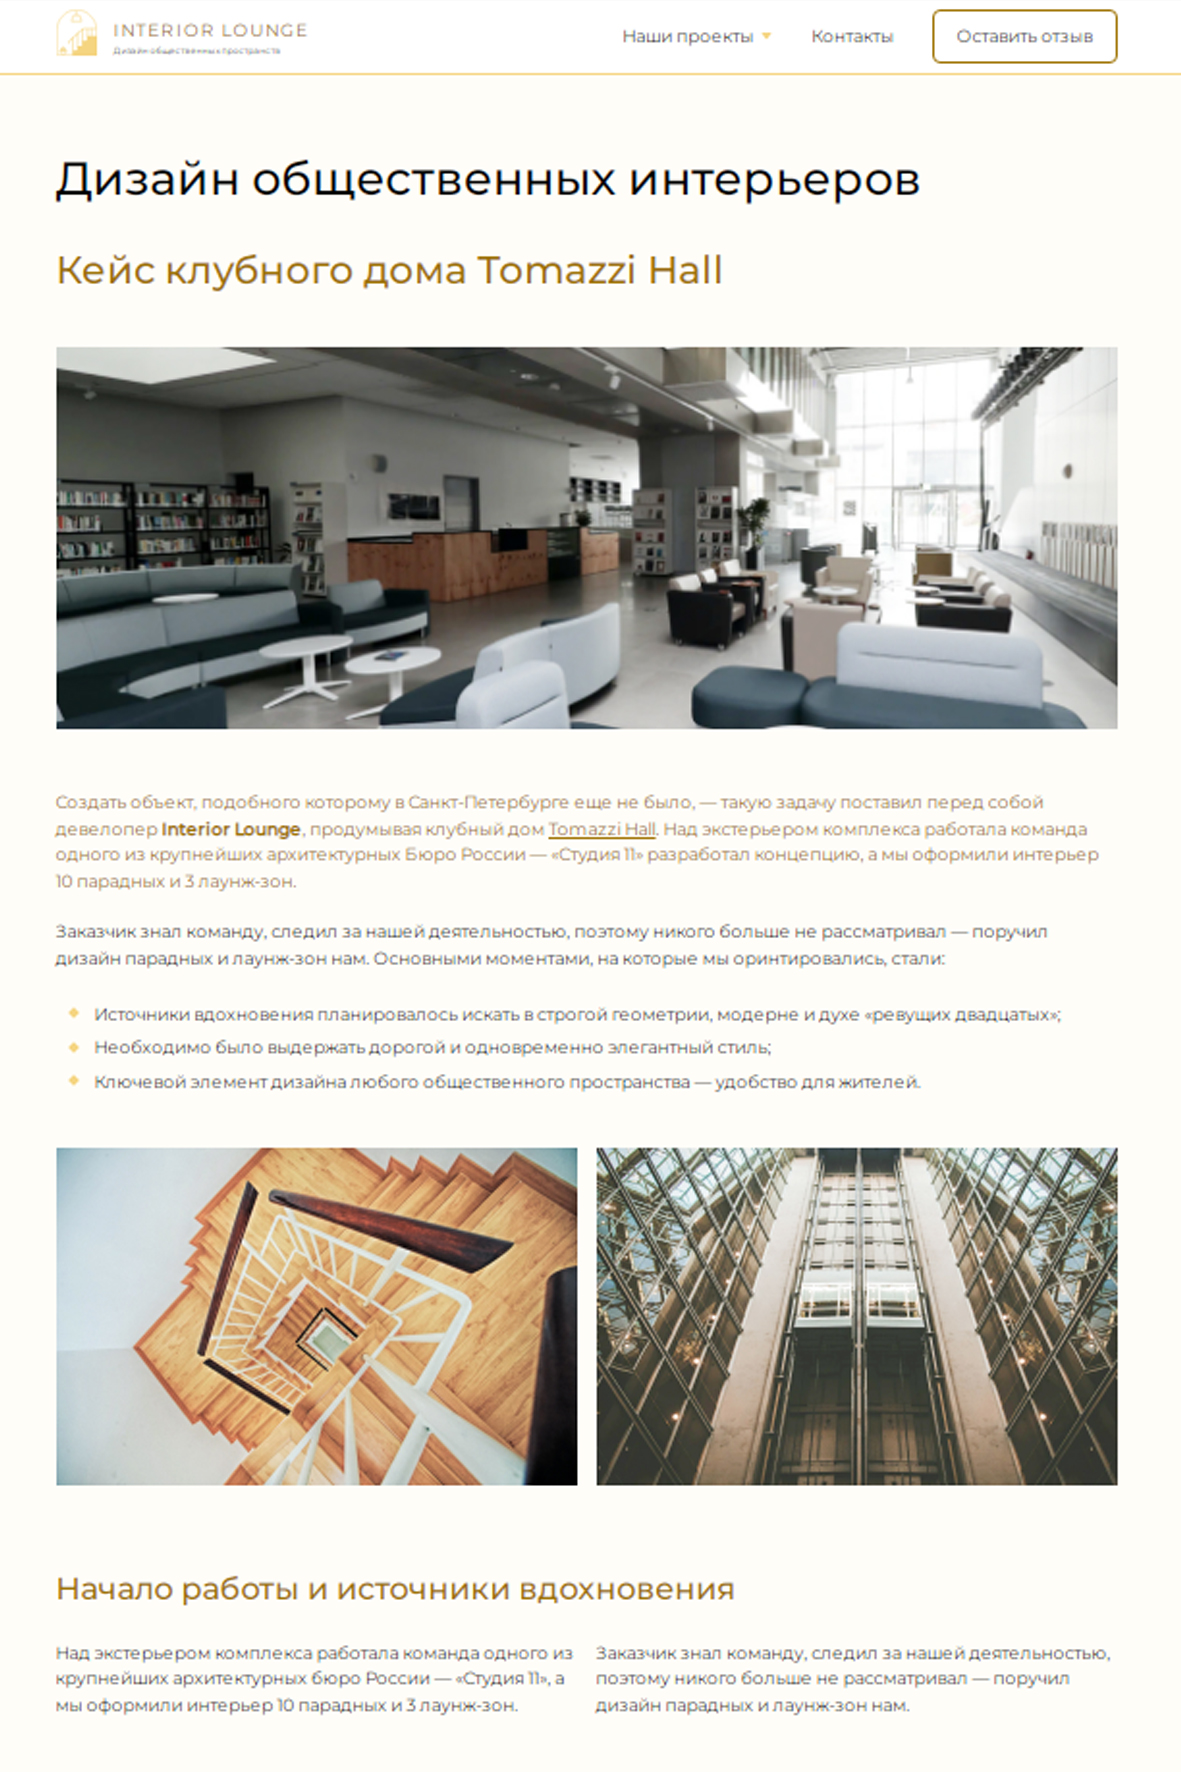 INTERIOR LOUNGE
Дизайн общественных пространств
Наши проекты
Контакты
Оставить отзыв
Дизайн общественных интерьеров
Кейс клубного дома Tomazzi Hall
Создать объект, подобного которому в Санкт-Петербурге еще не было, — такую задачу поставил перед собой
девелопер Interior Lounge, продумывая клубный дом Tomazzi Hall. Над экстерьером комплекса работала команда
одного из крупнейших архитектурных Бюро России — «Студия 11» разработал концепцию, а мы оформили интерьер
10 парадных и 3 лаунж-зон.
Заказчик знал команду, следил за нашей деятельностью, поэтому никого больше не рассматривал — поручил
дизайн парадных и лаунж-зон нам. Основными моментами, на которые мы оринтировались, стали:
Источники вдохновения планировалось искать в строгой геометрии, модерне и духе «ревущих двадцатых»;
Необходимо было выдержать дорогой и одновременно элегантный стиль;
Ключевой элемент дизайна любого общественного пространства — удобство для жителей.
Начало работы и источники вдохновения
Над экстерьером комплекса работала команда одного из
крупнейших архитектурных бюро России — «Студия 11», а
мы оформили интерьер 10 парадных и 3 лаунж-зон.
Заказчик знал команду, следил за нашей деятельностью,
поэтому никого больше не рассматривал — поручил
дизайн парадных и лаунж-зон нам.